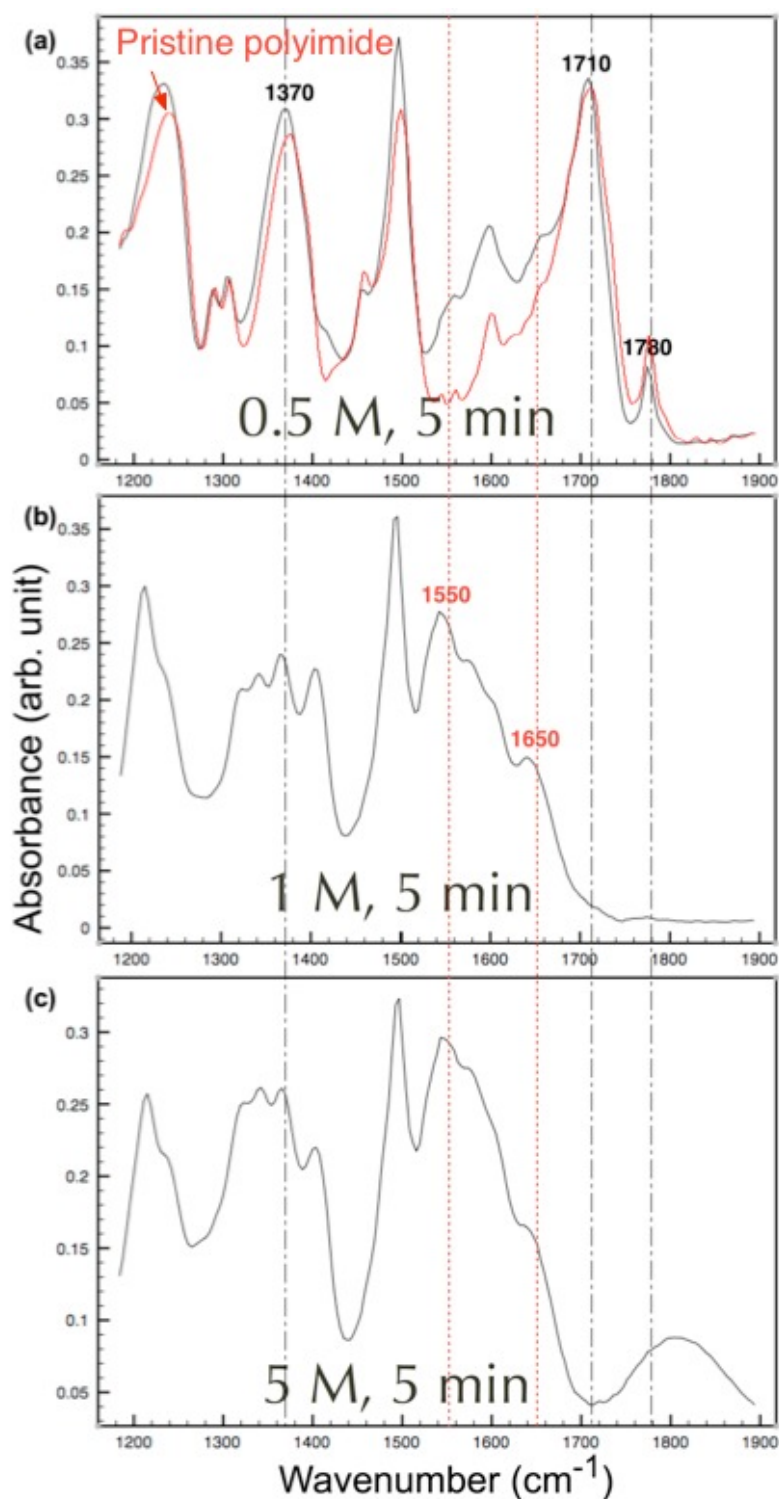 (a)
Pristine polyimide
1370
1710
1780
0.35
0.3
0.25
0.2
0.15
0.1
0.05
0
0.5 M, 5 min
1200 1300 1400 1500 1600 1700 1800 1900
(b)
0.35
0.3
0.25
0.2
0.15
0.1
0.05
0
1550
1650
1 M, 5 min
1200 1300 1400 1500 1600 1700 1800 1900
(c)
0.3
0.25
0.2
0.15
0.1
0.05
5 M, 5 min
1200 1300 1400 1500 1600 1700 1800 1900
Absorbance (arb. unit)
Wavenumber (cm⁻¹)